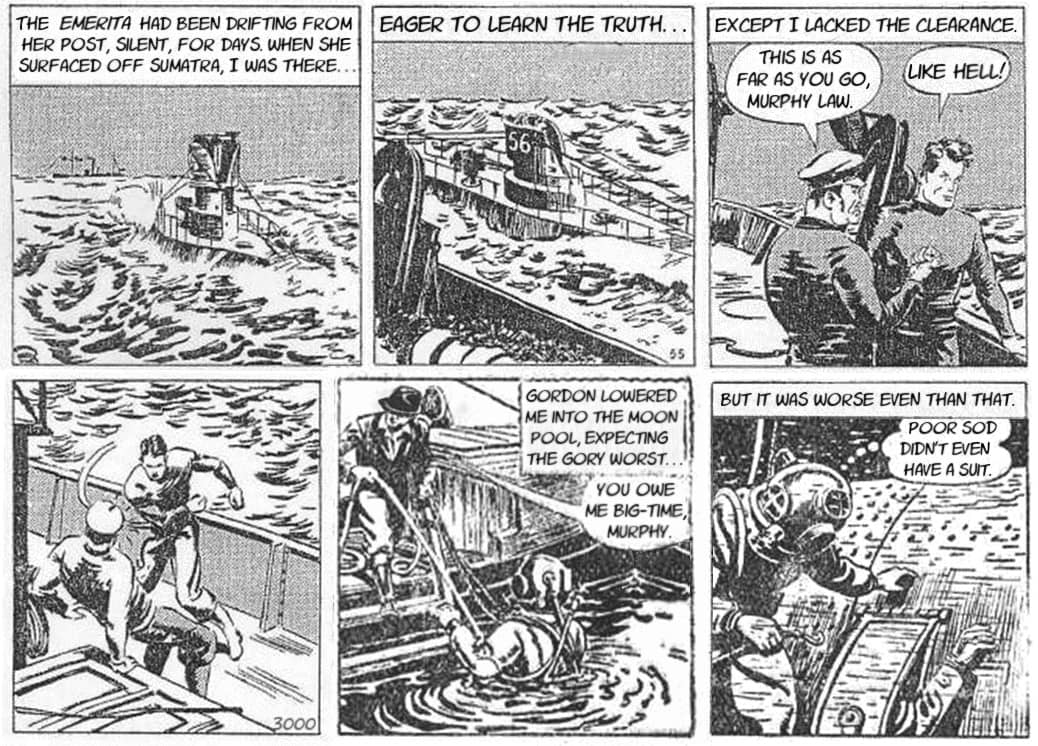 THE EMERITA HAD BEEN DRIFTING FROM
HER POST, SILENT, FOR DAYS. WHEN SHE
SURFACED OFF SUMATRA, I WAS THERE...
EAGER TO LEARN THE TRUTH...
56
55
EXCEPT I LACKED THE CLEARANCE.
THIS IS AS
FAR AS YOU GO,
MURPHY LAW.
LIKE HELL!
3000
GORDON LOWERED
ME INTO THE MOON
POOL, EXPECTING
THE GORY WORST...
YOU OWE
ME BIG-TIME,
MURPHY.
BUT IT WAS WORSE EVEN THAN THAT.
POOR SOD
DIDN'T EVEN
HAVE A SUIT.